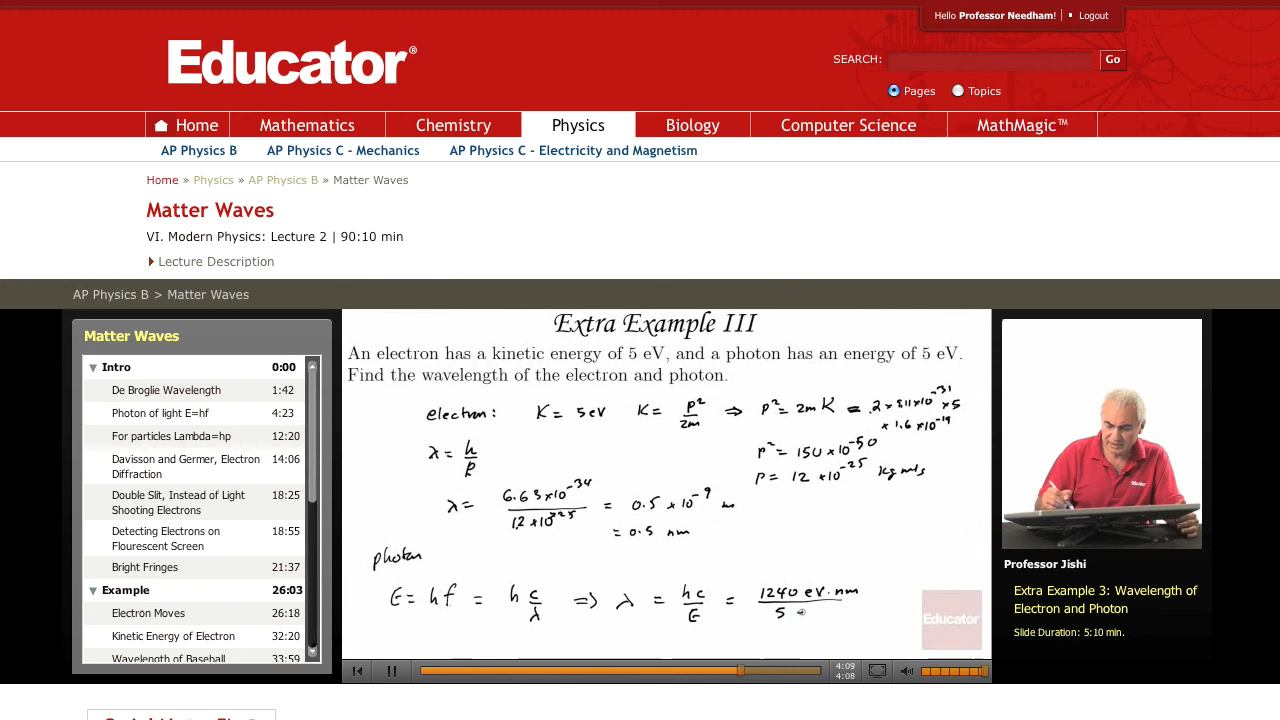 Hello Professor Needham! Logout
Educator®
SEARCH: Go
Pages Topics
Home Mathematics Chemistry Physics Biology Computer Science MathMagic™
AP Physics B AP Physics C - Mechanics AP Physics C - Electricity and Magnetism
Home » Physics » AP Physics B » Matter Waves
Matter Waves
VI. Modern Physics: Lecture 2 | 90:10 min
Lecture Description
AP Physics B > Matter Waves
Matter Waves
Intro 0:00
De Broglie Wavelength 1:42
Photon of light E=hf 4:23
For particles Lambda=hp 12:20
Davisson and Germer, Electron 14:06
Diffraction
Double Slit, Instead of Light 18:25
Shooting Electrons
Detecting Electrons on 18:55
Flourescent Screen
Bright Fringes 21:37
Example 26:03
Electron Moves 26:18
Kinetic Energy of Electron 32:20
Wavelength of Baseball 33:59
Extra Example III
An electron has a kinetic energy of 5 eV, and a photon has an energy of 5 eV.
Find the wavelength of the electron and photon.
electron: K = 5 eV K = p²/2m ⇒ p² = 2mK = 2 × 9.11×10⁻³¹ × 5
× 1.6 × 10⁻¹⁹
λ = h/p
p² = 150 × 10⁻⁵⁰
p = 12 × 10⁻²⁵ kg m/s
λ = 6.63×10⁻³⁴ / 12×10⁻²⁵ = 0.5 × 10⁻⁹ m
= 0.5 nm
photon
E = hf = h c/λ ⇒ λ = hc/E = 1240 eV·nm / 5
Educator
4:09
4:08
Professor Jishi
Extra Example 3: Wavelength of
Electron and Photon
Slide Duration: 5:10 min.